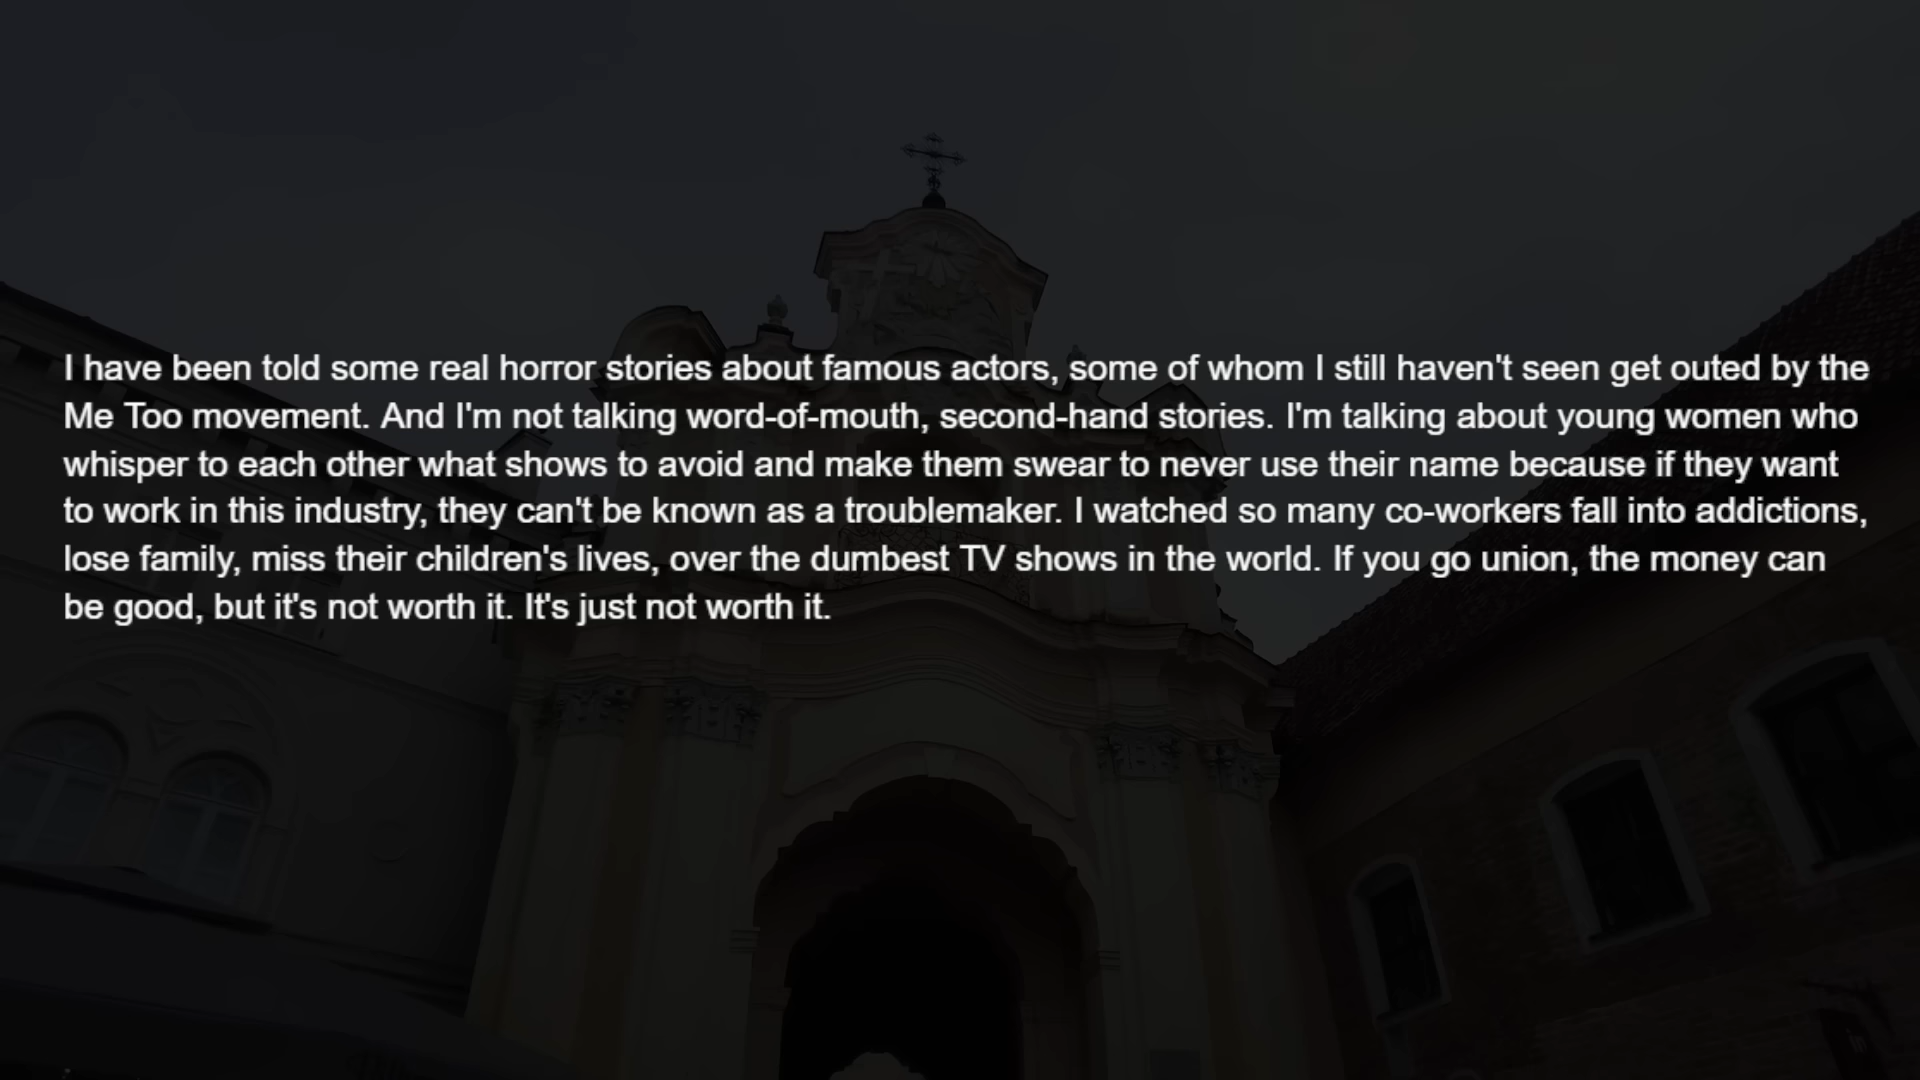 I have been told some real horror stories about famous actors, some of whom I still haven't seen get outed by the
Me Too movement. And I'm not talking word-of-mouth, second-hand stories. I'm talking about young women who
whisper to each other what shows to avoid and make them swear to never use their name because if they want
to work in this industry, they can't be known as a troublemaker. I watched so many co-workers fall into addictions,
lose family, miss their children's lives, over the dumbest TV shows in the world. If you go union, the money can
be good, but it's not worth it. It's just not worth it.